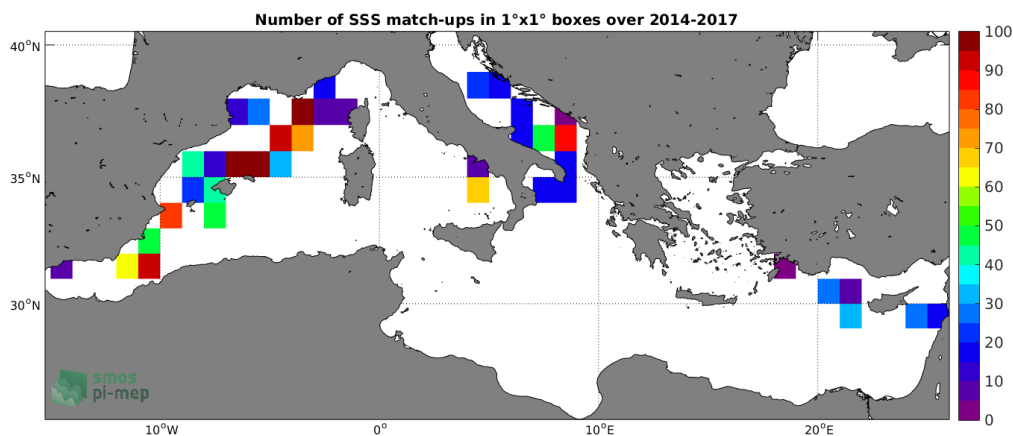 Number of SSS match-ups in 1°x1° boxes over 2014-2017
40°N
35°N
30°N
10°W
0°
10°E
20°E
100
90
80
70
60
50
40
30
20
10
0
smos
pi-mep